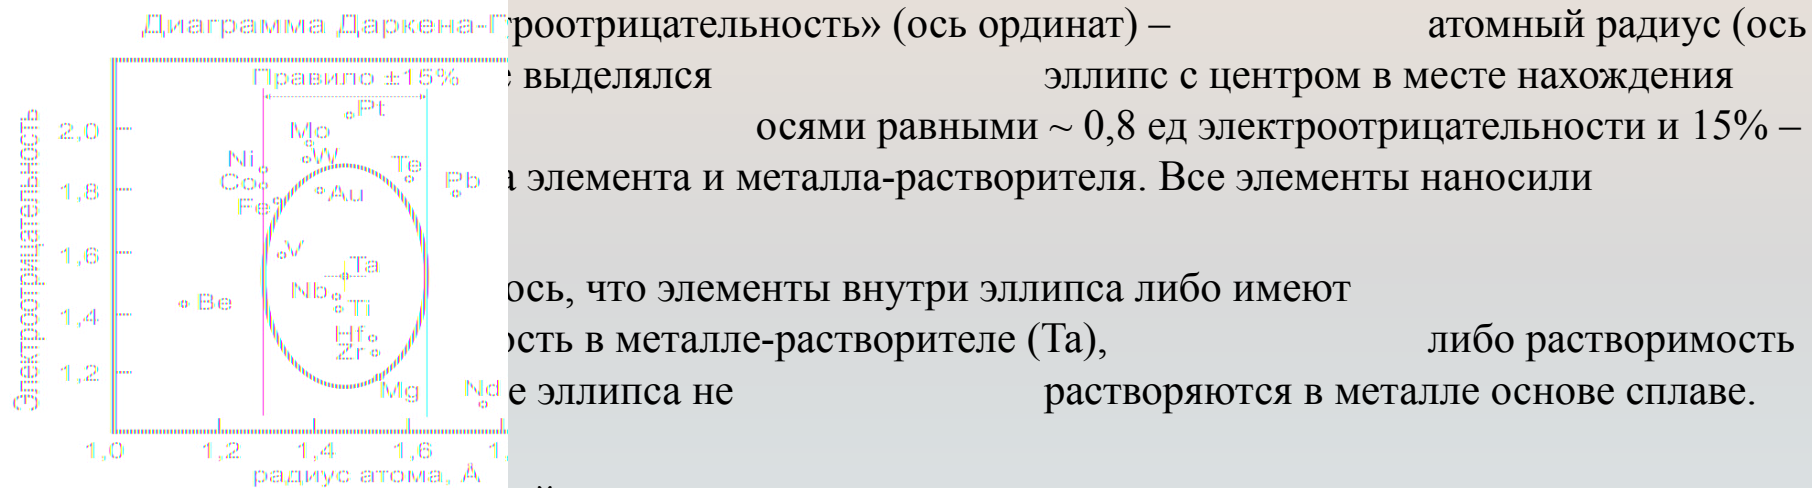 Диаграмма Даркена-Г
Правило ±15%
Pt
2,0
Mo
W
Ni
Te
Co
Pb
1,8
Au
Fe
V
1,6
Ta
Nb
Be
Ti
1,4
Hf
Zr
1,2
Mg
Nd
1,0
1,2
1,4
1,6
1,
радиус атома, А
Электроотрицательность
троотрицательность» (ось ординат) – атомный радиус (ось
е выделялся эллипс с центром в месте нахождения
осями равными ~ 0,8 ед электроотрицательности и 15% –
а элемента и металла-растворителя. Все элементы наносили
ось, что элементы внутри эллипса либо имеют
ость в металле-растворителе (Ta), либо растворимость
е эллипса не растворяются в металле основе сплаве.